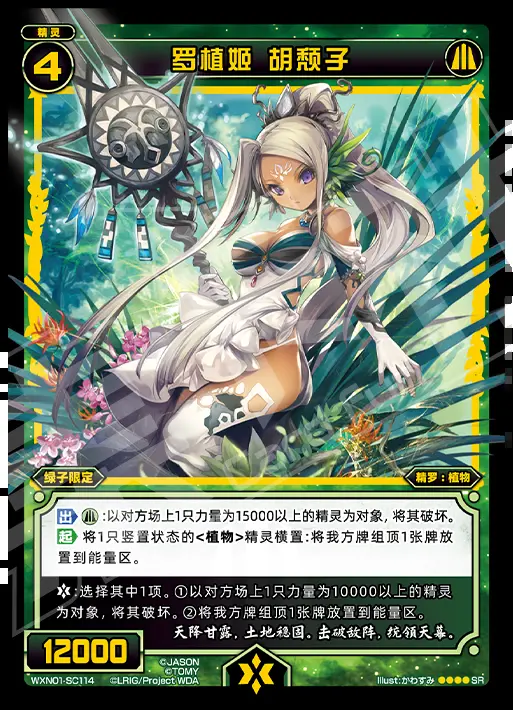 精灵
4
罗植姬 胡颓子
绿子限定
精罗：植物
出 :以对方场上1只力量为15000以上的精灵为对象，将其破坏。
起 将1只竖置状态的<植物>精灵横置:将我方牌组顶1张牌放
置到能量区。
:选择其中1项。①以对方场上1只力量为10000以上的精灵
为对象，将其破坏。②将我方牌组顶1张牌放置到能量区。
天阵甘露，土地稳固。击破敌阵，统领天幕。
12000
©JASON
©TOMY
WXN01-SC114 ©LRIG/Project WDA
Illust:かわすみ SR